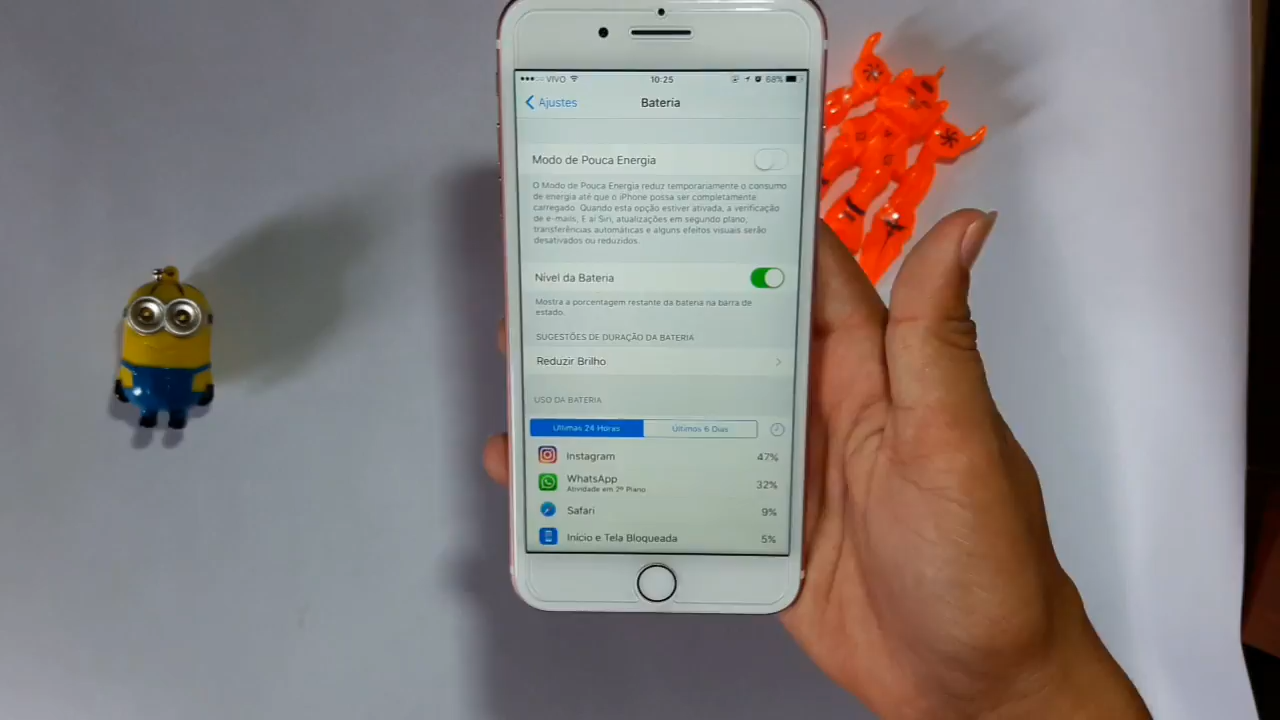 VIVO 10:25 68%
Ajustes Bateria
Modo de Pouca Energia
O Modo de Pouca Energia reduz temporariamente o consumo
de energia até que o iPhone possa ser completamente
carregado. Quando esta opção estiver ativada, a verificação
de e-mails, E aí Siri, atualizações em segundo plano,
transferências automáticas e alguns efeitos visuais serão
desativados ou reduzidos.
Nível da Bateria
Mostra a porcentagem restante da bateria na barra de
estado.
SUGESTÕES DE DURAÇÃO DA BATERIA
Reduzir Brilho
USO DA BATERIA
Últimas 24 Horas Últimos 6 Dias
Instagram 47%
WhatsApp 32%
Atividade em 2º Plano
Safari 9%
Início e Tela Bloqueada 5%